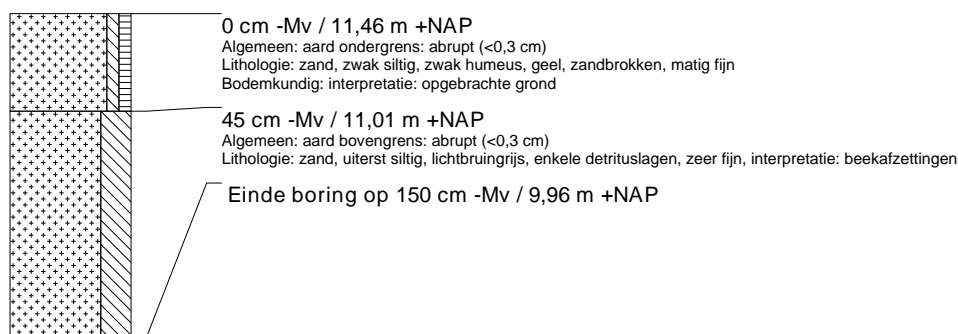 0 cm -Mv / 11,46 m +NAP
Algemeen: aard ondergrens: abrupt (<0,3 cm)
Lithologie: zand, zwak siltig, zwak humeus, geel, zandbrokken, matig fijn
Bodemkundig: interpretatie: opgebrachte grond
45 cm -Mv / 11,01 m +NAP
Algemeen: aard bovengrens: abrupt (<0,3 cm)
Lithologie: zand, uiterst siltig, lichtbruingrijs, enkele detrituslagen, zeer fijn, interpretatie: beekafzettingen
Einde boring op 150 cm -Mv / 9,96 m +NAP